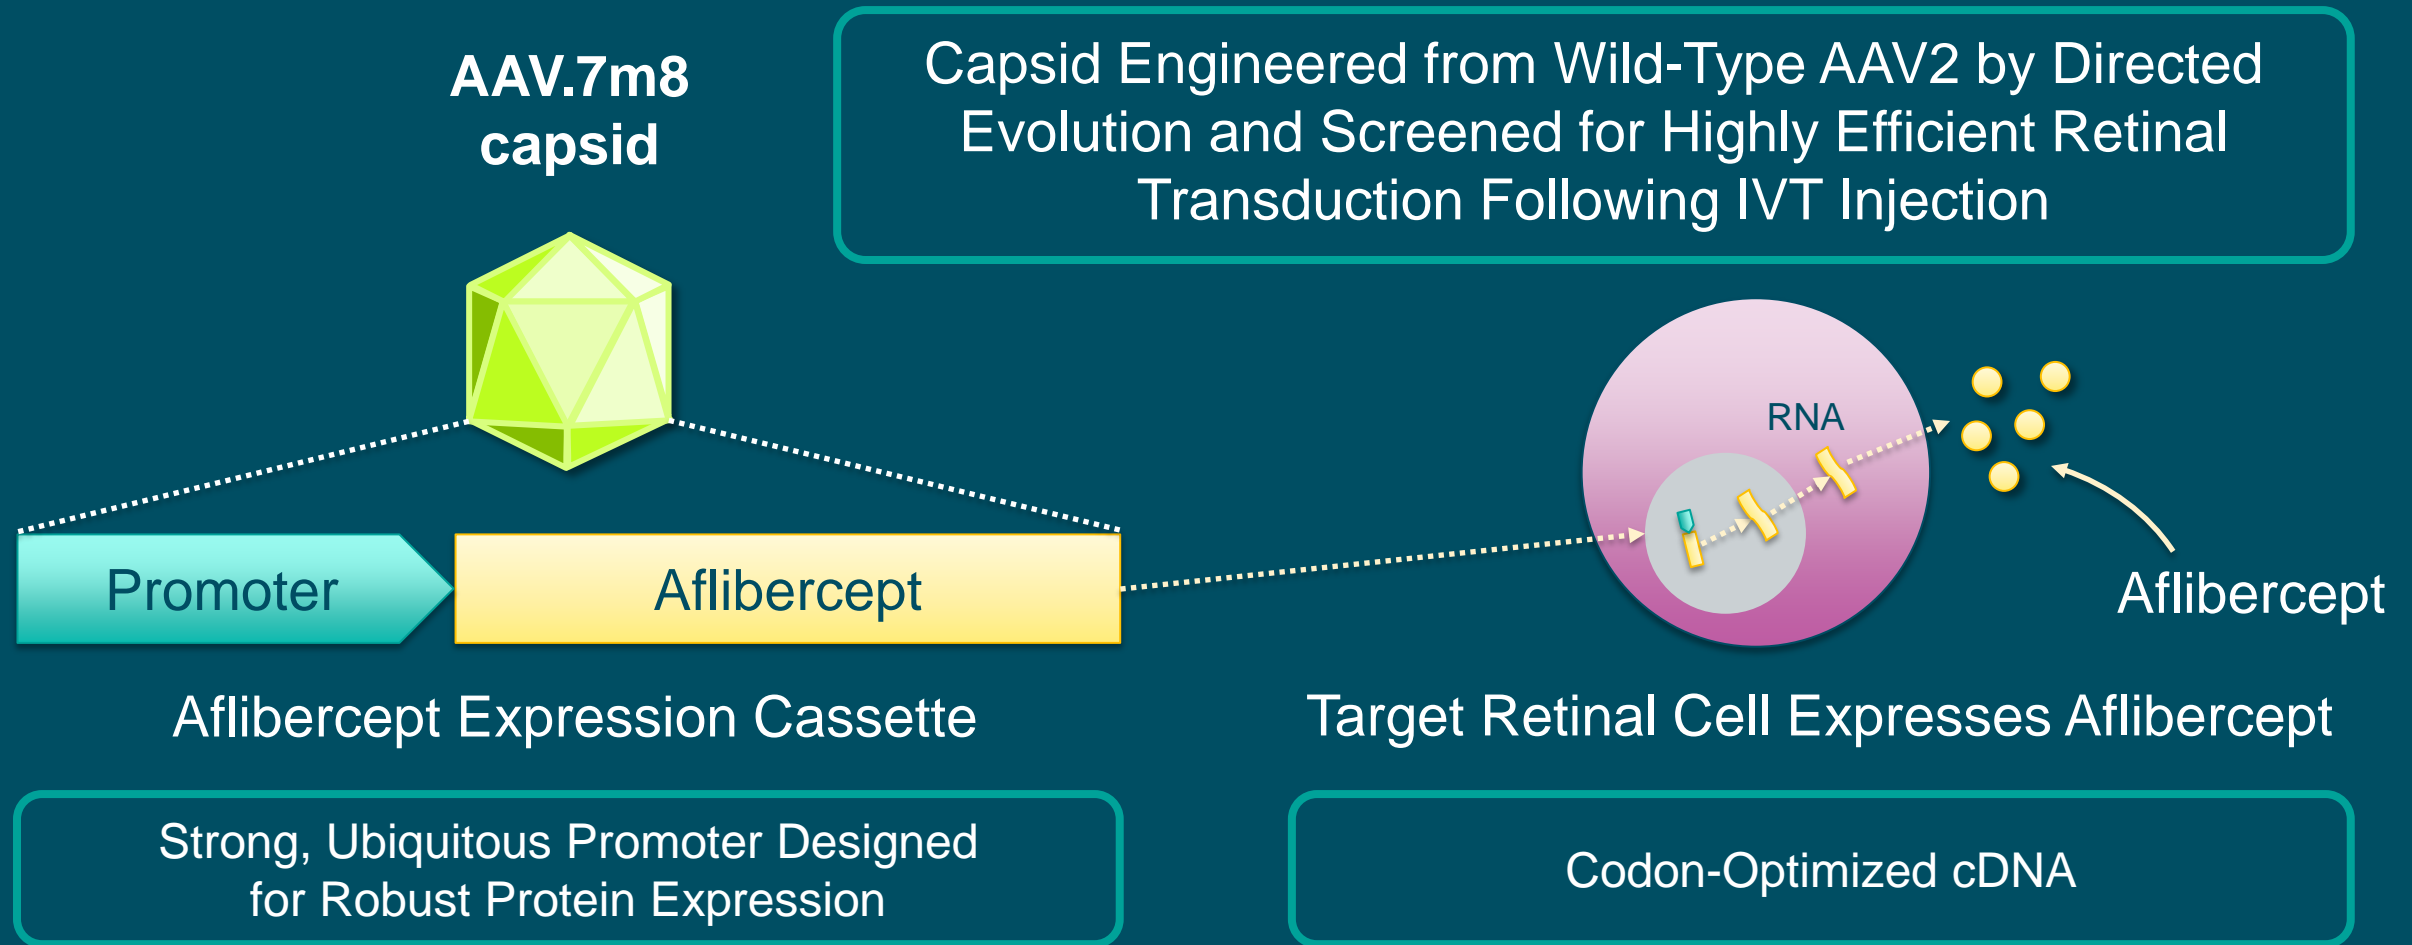 AAV.7m8
capsid
Capsid Engineered from Wild-Type AAV2 by Directed
Evolution and Screened for Highly Efficient Retinal
Transduction Following IVT Injection
RNA
Promoter
Aflibercept
Aflibercept
Aflibercept Expression Cassette
Target Retinal Cell Expresses Aflibercept
Strong, Ubiquitous Promoter Designed
for Robust Protein Expression
Codon-Optimized cDNA